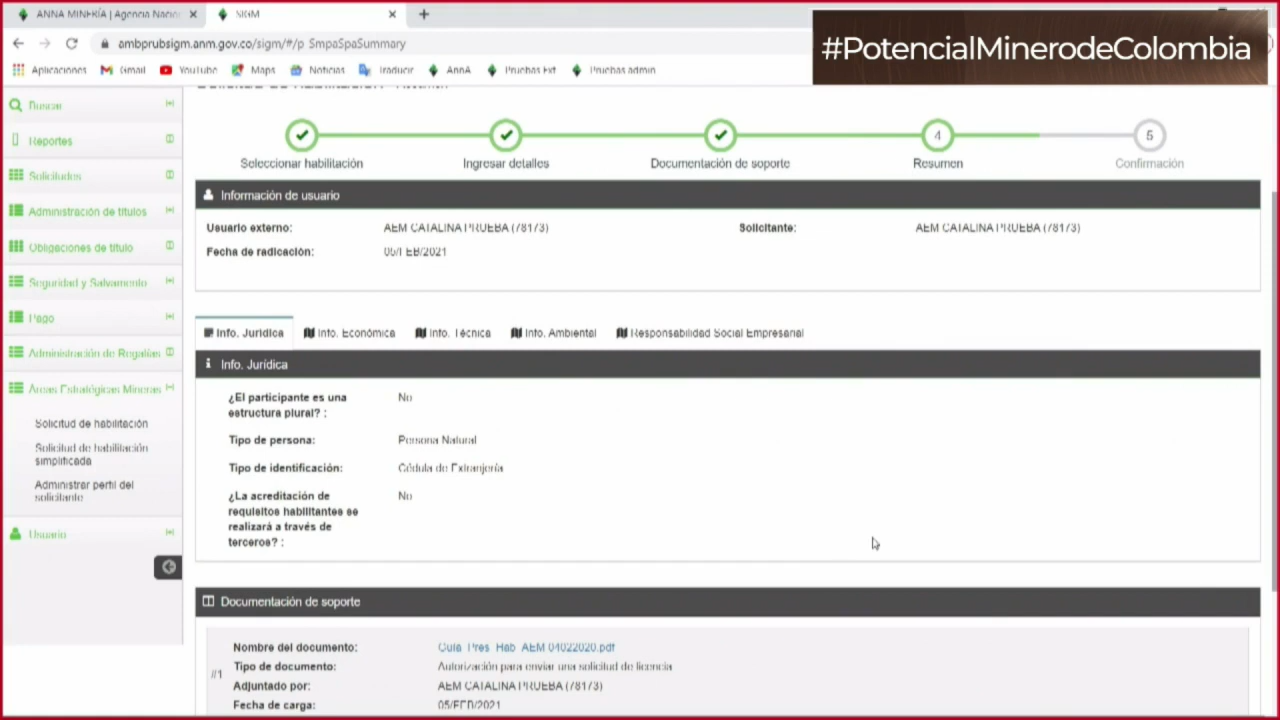 ANNA MINERÍA | Agencia Nacion
SIGM
#PotencialMinerodeColombia
ambprubsigm.anm.gov.co/sigm/#/p_SmpaSpaSummary
Aplicaciones
Gmail
YouTube
Maps
Noticias
Traducir
AnnA
Pruebas Ext
Pruebas admin
Buscar
Reportes
Solicitudes
Administración de títulos
Obligaciones de título
Seguridad y Salvamento
Pago
Administración de Regalías
Áreas Estratégicas Mineras
Solicitud de habilitación
Solicitud de habilitación
simplificada
Administrar perfil del
solicitante
Usuario
4
5
Seleccionar habilitación
Ingresar detalles
Documentación de soporte
Resumen
Confirmación
Información de usuario
Usuario externo: AEM CATALINA PRUEBA (78173) Solicitante: AEM CATALINA PRUEBA (78173)
Fecha de radicación: 05/FEB/2021
Info. Jurídica
Info. Económica
Info. Técnica
Info. Ambiental
Responsabilidad Social Empresarial
Info. Jurídica
¿El participante es una No
estructura plural? :
Tipo de persona: Persona Natural
Tipo de identificación: Cédula de Extranjería
¿La acreditación de No
requisitos habilitantes se
realizará a través de
terceros? :
Documentación de soporte
#1
Nombre del documento: Guia_Pres_Hab_AEM 04022020.pdf
Tipo de documento: Autorización para enviar una solicitud de licencia
Adjuntado por: AEM CATALINA PRUEBA (78173)
Fecha de carga: 05/FEB/2021